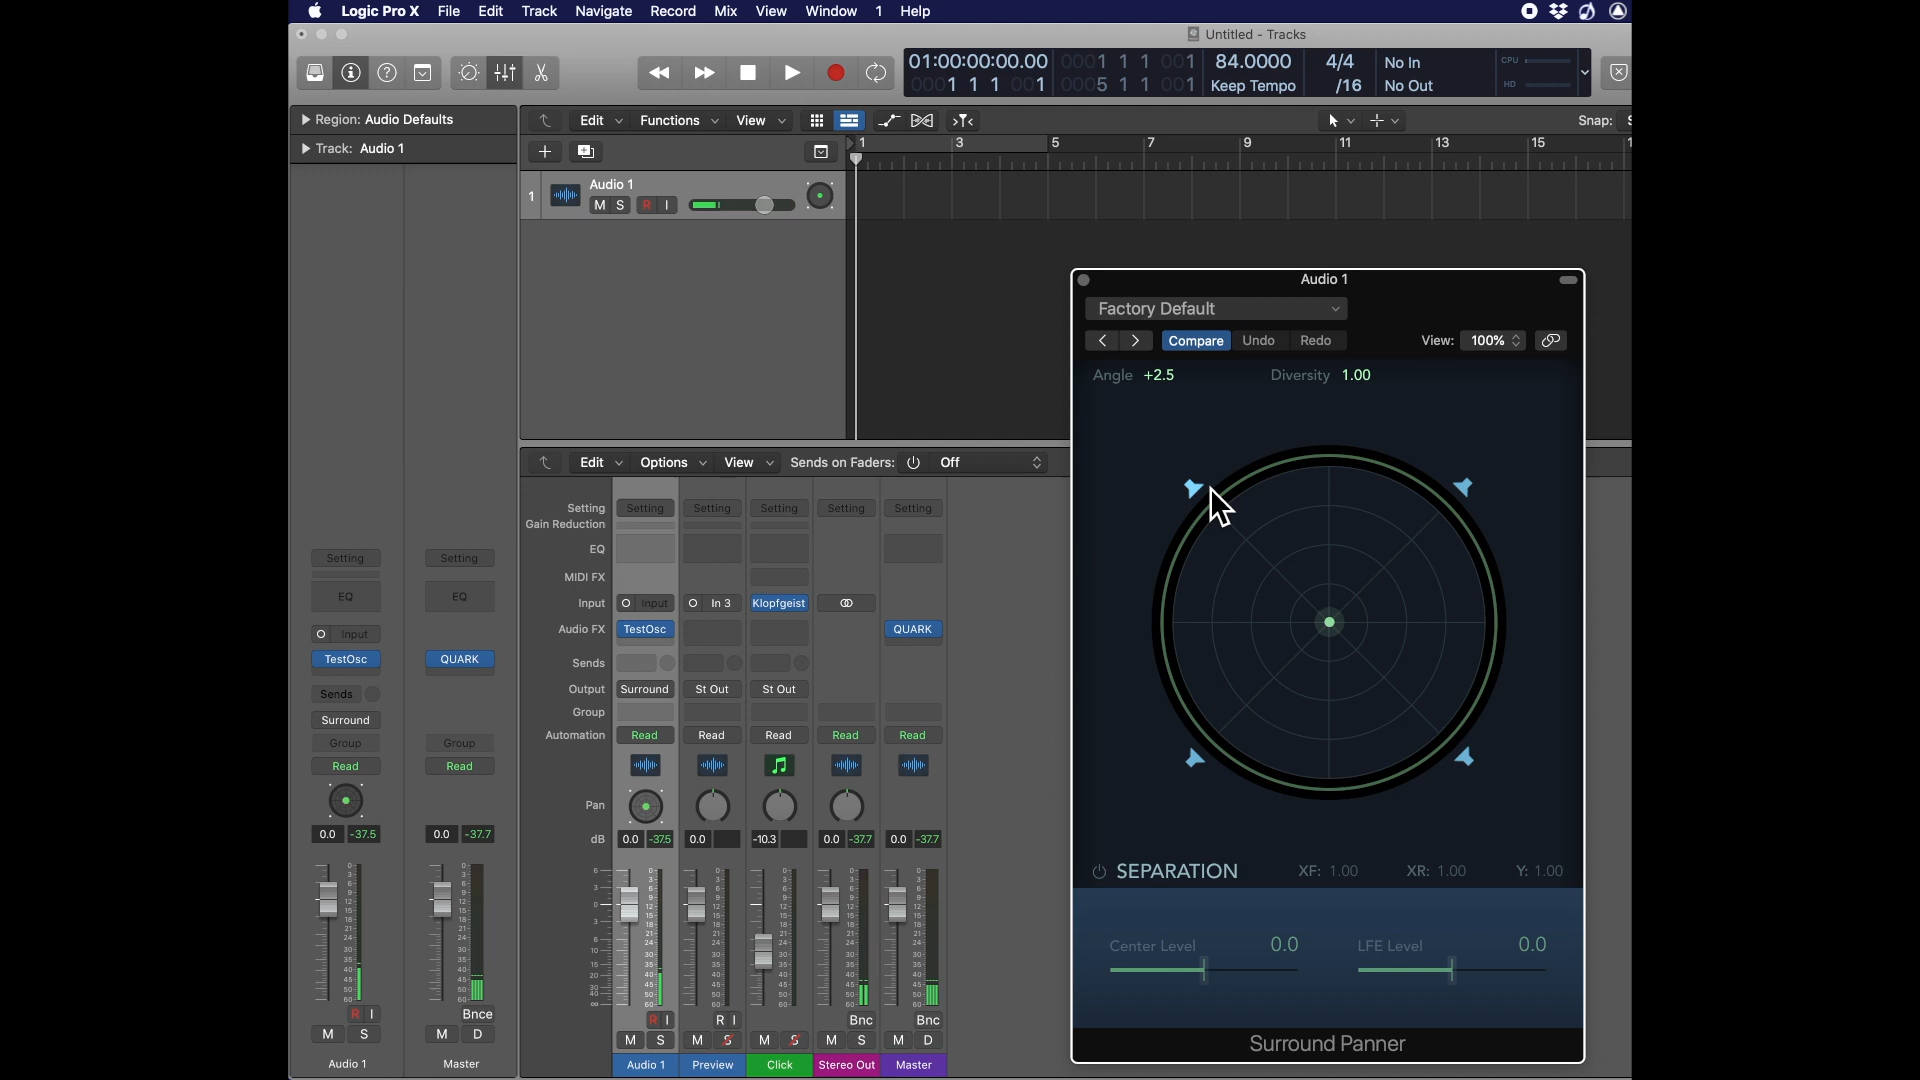 Logic Pro X File Edit Track Navigate Record Mix View Window 1 Help
Untitled - Tracks
01:00:00:00.00 0001 1 1 001 84.0000 4/4 No In CPU
0001 1 1 001 0005 1 1 001 Keep Tempo /16 No Out HD
Region: Audio Defaults
Track: Audio 1
Edit Functions View Snap: S
1 3 5 7 9 11 13 15 1
1 Audio 1
M S R I
Edit Options View Sends on Faders: Off
Setting Setting Setting Setting Setting Setting
Gain Reduction
EQ
MIDI FX
Input Input In 3 Klopfgeist
Audio FX TestOsc QUARK
Sends
Output Surround St Out St Out
Group
Automation Read Read Read Read Read
Pan
dB 0.0 -37.5 0.0 -10.3 0.0 -37.7 0.0 -37.7
R I R I Bnc Bnc
M S M S M S M S M D
Audio 1 Preview Click Stereo Out Master
Setting Setting
EQ EQ
Input
TestOsc QUARK
Sends
Surround
Group Group
Read Read
0.0 -37.5 0.0 -37.7
R I Bnce
M S M D
Audio 1 Master
Audio 1
Factory Default
Compare Undo Redo View: 100%
Angle +2.5 Diversity 1.00
SEPARATION XF: 1.00 XR: 1.00 Y: 1.00
Center Level 0.0 LFE Level 0.0
Surround Panner